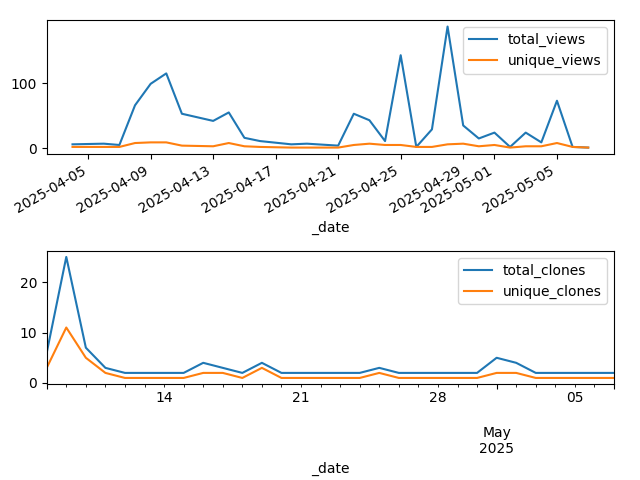 total_views
unique_views
100
0
2025-04-05
2025-04-09
2025-04-13
2025-04-17
2025-04-21
2025-04-25
2025-04-29
2025-05-01
2025-05-05
_date
total_clones
unique_clones
20
10
0
14
21
28
05
May
2025
_date